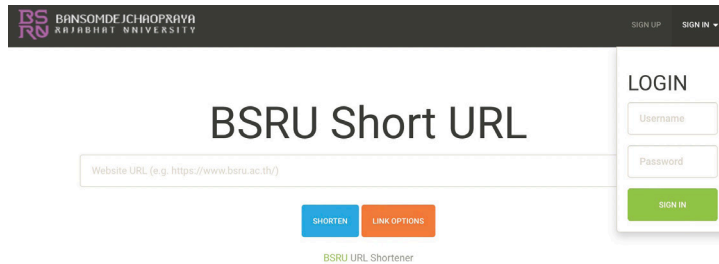 BS BANSOMDEJCHAOPRAYA
RU RAJABHAT UNIVERSITY
SIGN UP SIGN IN
LOGIN
Username
Password
SIGN IN
BSRU Short URL
Website URL (e.g. https://www.bsru.ac.th/)
SHORTEN LINK OPTIONS
BSRU URL Shortener